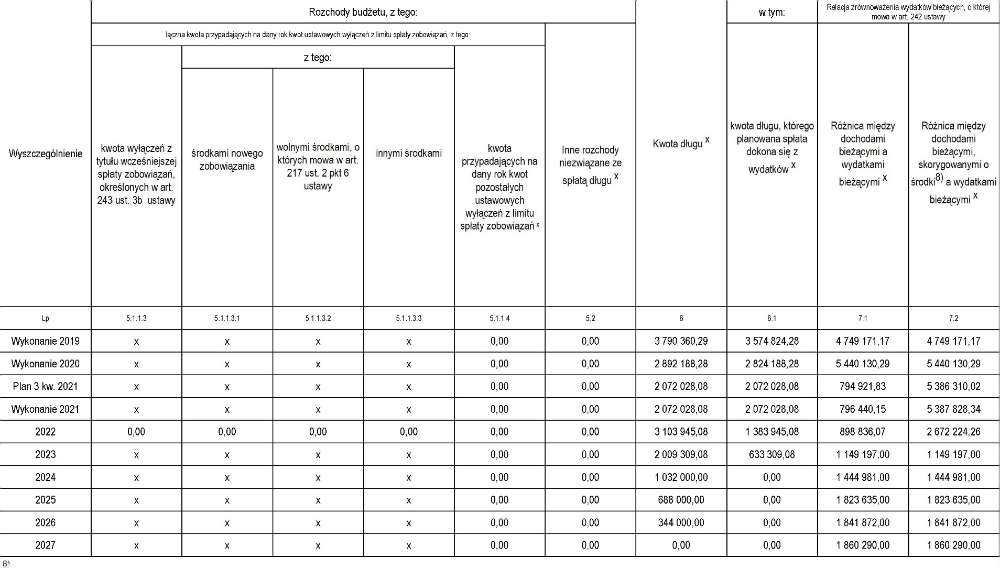 Rozchody budżetu, z tego:
w tym:
Relacja zrównoważenia wydatków bieżących, o której
mowa w art. 242 ustawy
łączna kwota przypadających na dany rok kwot ustawowych wyłączeń z limitu spłaty zobowiązań, z tego:
z tego:
Wyszczególnienie
kwota wyłączeń z
tytułu wcześniejszej
spłaty zobowiązań,
określonych w art.
243 ust. 3b ustawy
środkami nowego
zobowiązania
wolnymi środkami, o
których mowa w art.
217 ust. 2 pkt 6
ustawy
innymi środkami
kwota
przypadających na
dany rok kwot
pozostałych
ustawowych
wyłączeń z limitu
spłaty zobowiązań x
Inne rozchody
niezwiązane ze
spłatą długu x
Kwota długu x
kwota długu, którego
planowana spłata
dokona się z
wydatków x
Różnica między
dochodami
bieżącymi a
wydatkami
bieżącymi x
Różnica między
dochodami
bieżącymi,
skorygowanymi o
środki8) a wydatkami
bieżącymi x
Lp 5.1.1.3 5.1.1.3.1 5.1.1.3.2 5.1.1.3.3 5.1.1.4 5.2 6 6.1 7.1 7.2
Wykonanie 2019 x x x x 0,00 0,00 3 790 360,29 3 574 824,28 4 749 171,17 4 749 171,17
Wykonanie 2020 x x x x 0,00 0,00 2 892 188,28 2 824 188,28 5 440 130,29 5 440 130,29
Plan 3 kw. 2021 x x x x 0,00 0,00 2 072 028,08 2 072 028,08 794 921,83 5 386 310,02
Wykonanie 2021 x x x x 0,00 0,00 2 072 028,08 2 072 028,08 796 440,15 5 387 828,34
2022 0,00 0,00 0,00 0,00 0,00 0,00 3 103 945,08 1 383 945,08 898 836,07 2 672 224,26
2023 x x x x 0,00 0,00 2 009 309,08 633 309,08 1 149 197,00 1 149 197,00
2024 x x x x 0,00 0,00 1 032 000,00 0,00 1 444 981,00 1 444 981,00
2025 x x x x 0,00 0,00 688 000,00 0,00 1 823 635,00 1 823 635,00
2026 x x x x 0,00 0,00 344 000,00 0,00 1 841 872,00 1 841 872,00
2027 x x x x 0,00 0,00 0,00 0,00 1 860 290,00 1 860 290,00
8)